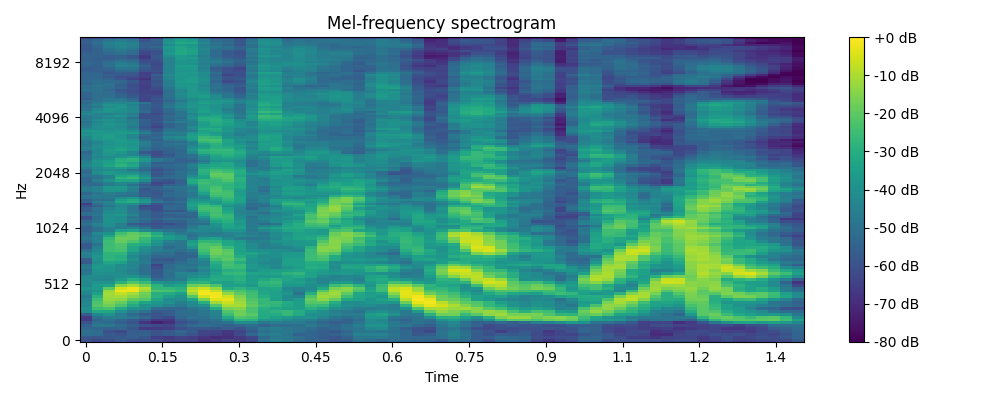 Mel-frequency spectrogram
Hz
8192
4096
2048
1024
512
0
0 0.15 0.3 0.45 0.6 0.75 0.9 1.1 1.2 1.4
Time
+0 dB
-10 dB
-20 dB
-30 dB
-40 dB
-50 dB
-60 dB
-70 dB
-80 dB